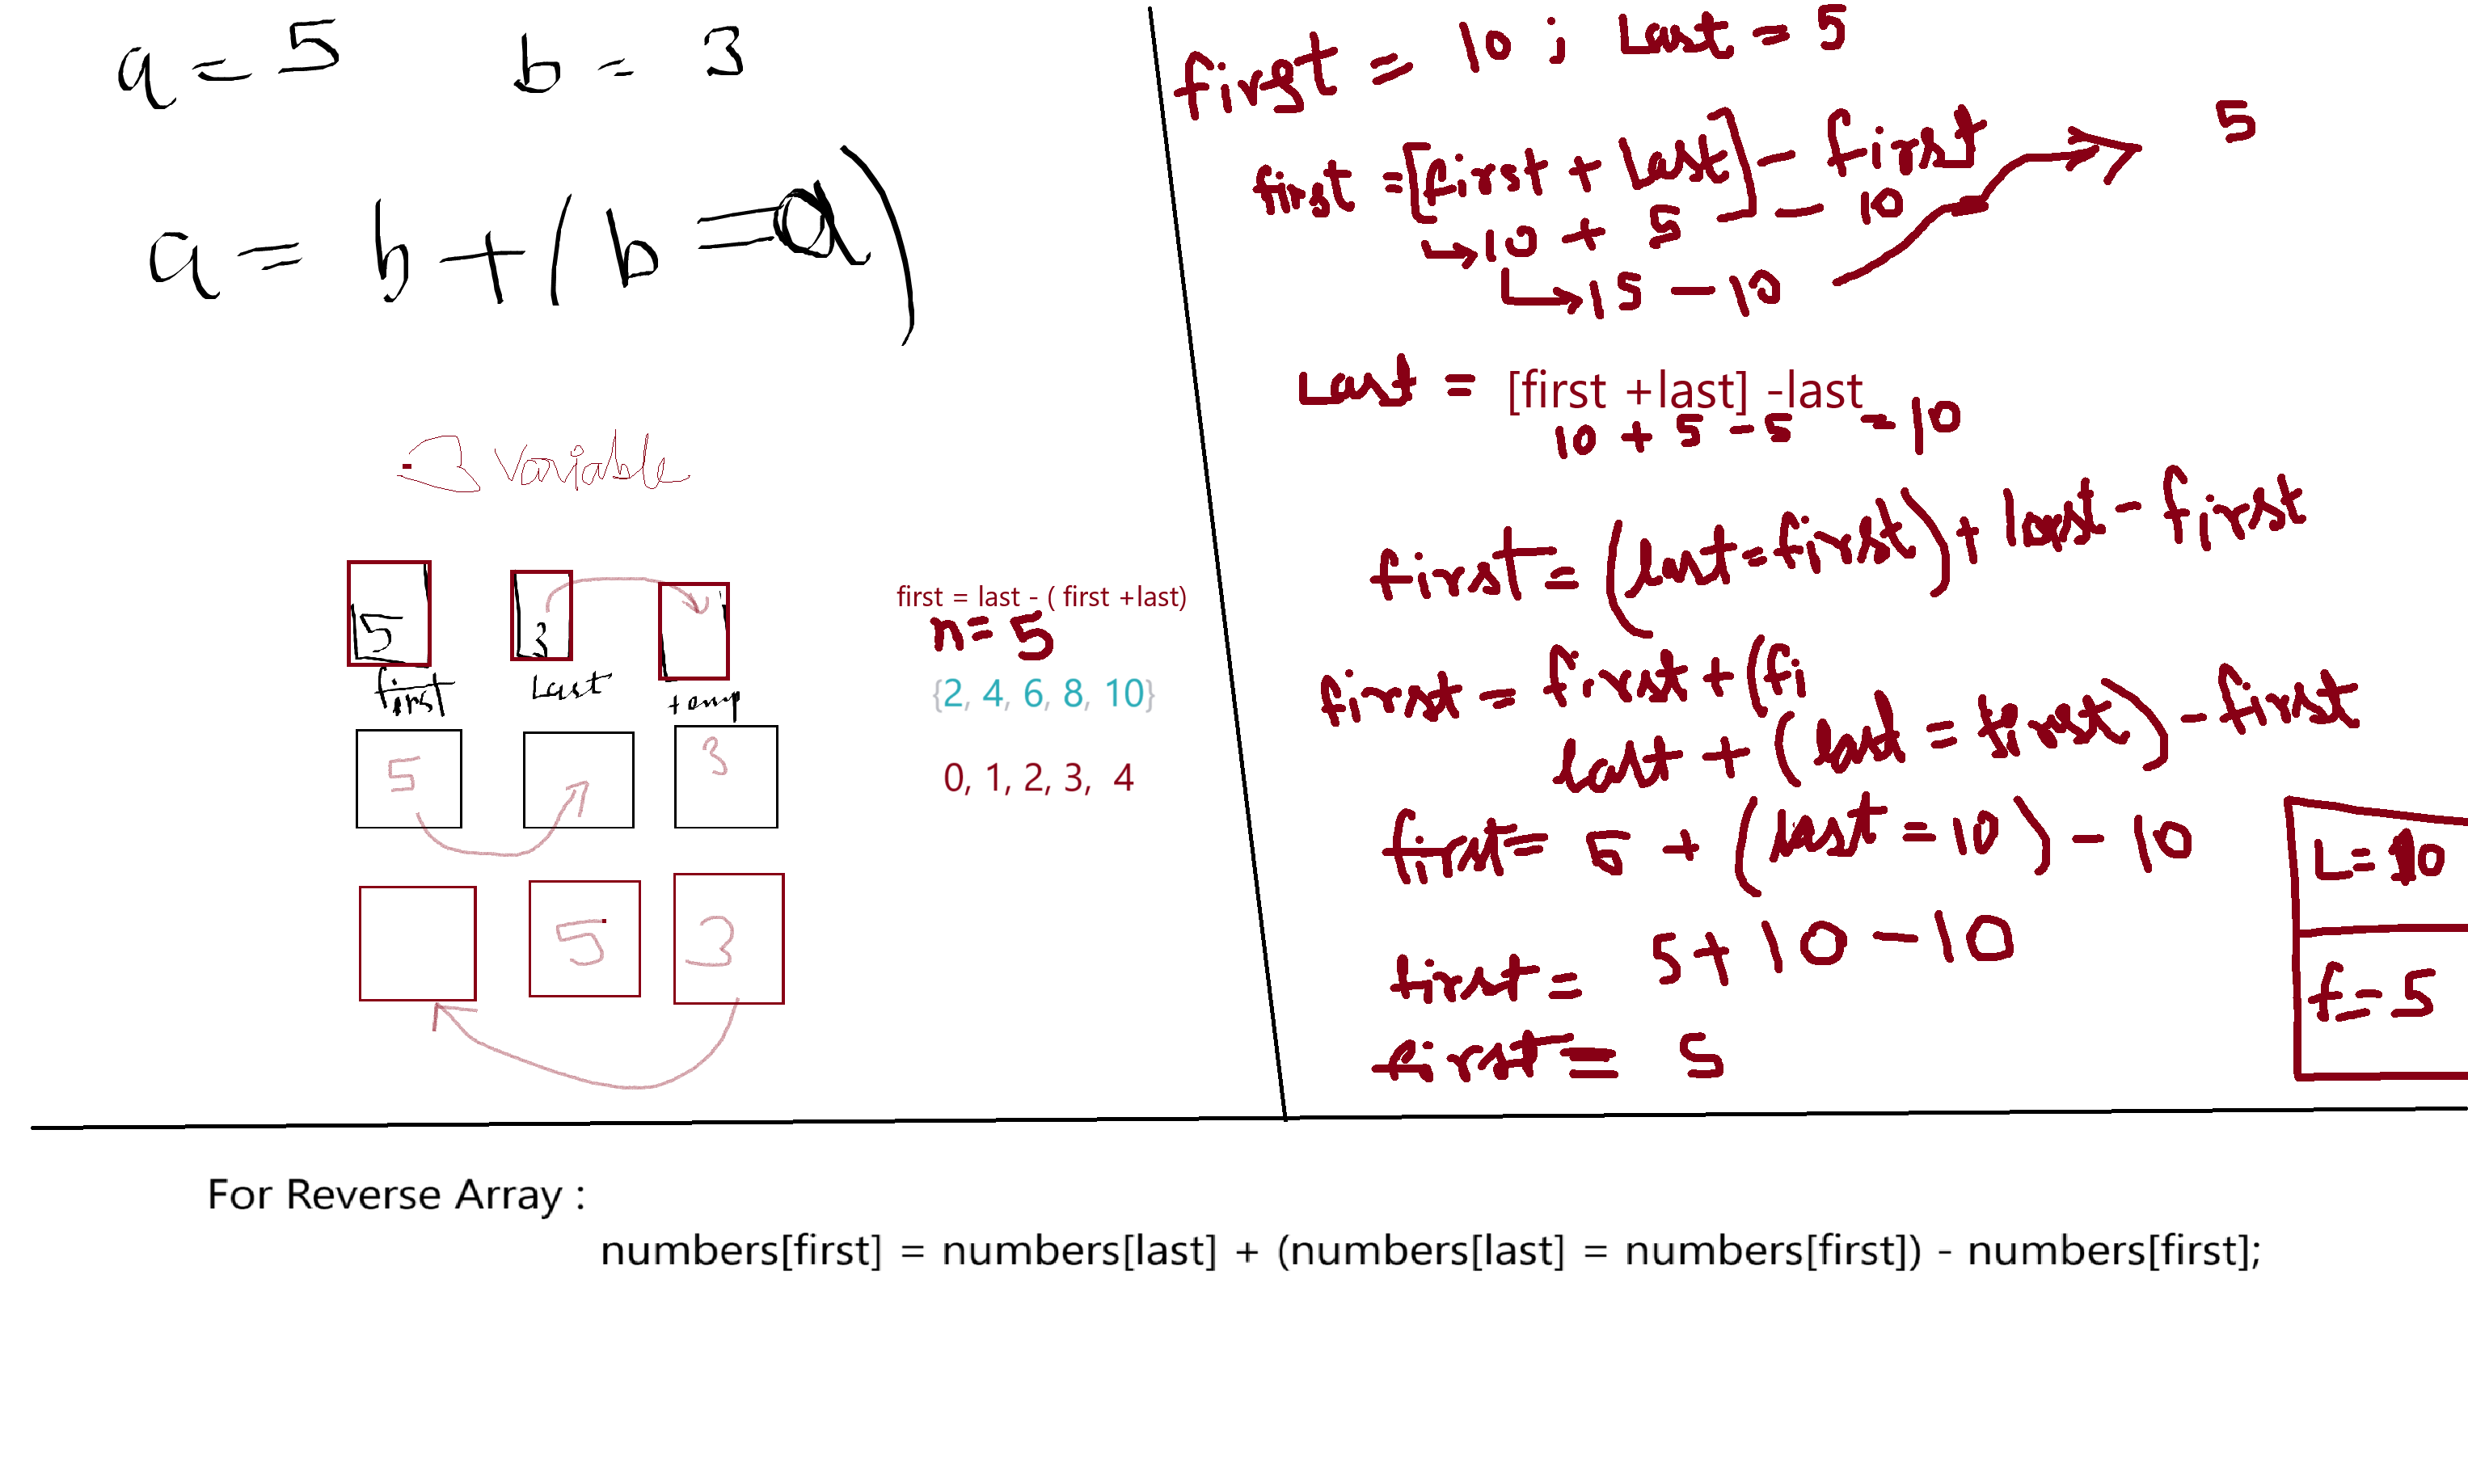 a = 5 b = 3
a = b + ( b = a )
3 variable
5 3
first Last temp
5 3
5 3
first = last - ( first +last)
n = 5
{2, 4, 6, 8, 10}
0, 1, 2, 3, 4
first = 10 ; Last = 5
first = [first + last] - first 5
10 + 5 - 10
15 - 10
Last = [first +last] -last
10 + 5 - 5 = 10
first = (last = first) + last - first
first = first + (fi
last + (last = first) - first
first = 5 + (last = 10) - 10
first = 5 + 10 - 10
first = 5
L = 10
f = 5
For Reverse Array :
numbers[first] = numbers[last] + (numbers[last] = numbers[first]) - numbers[first];